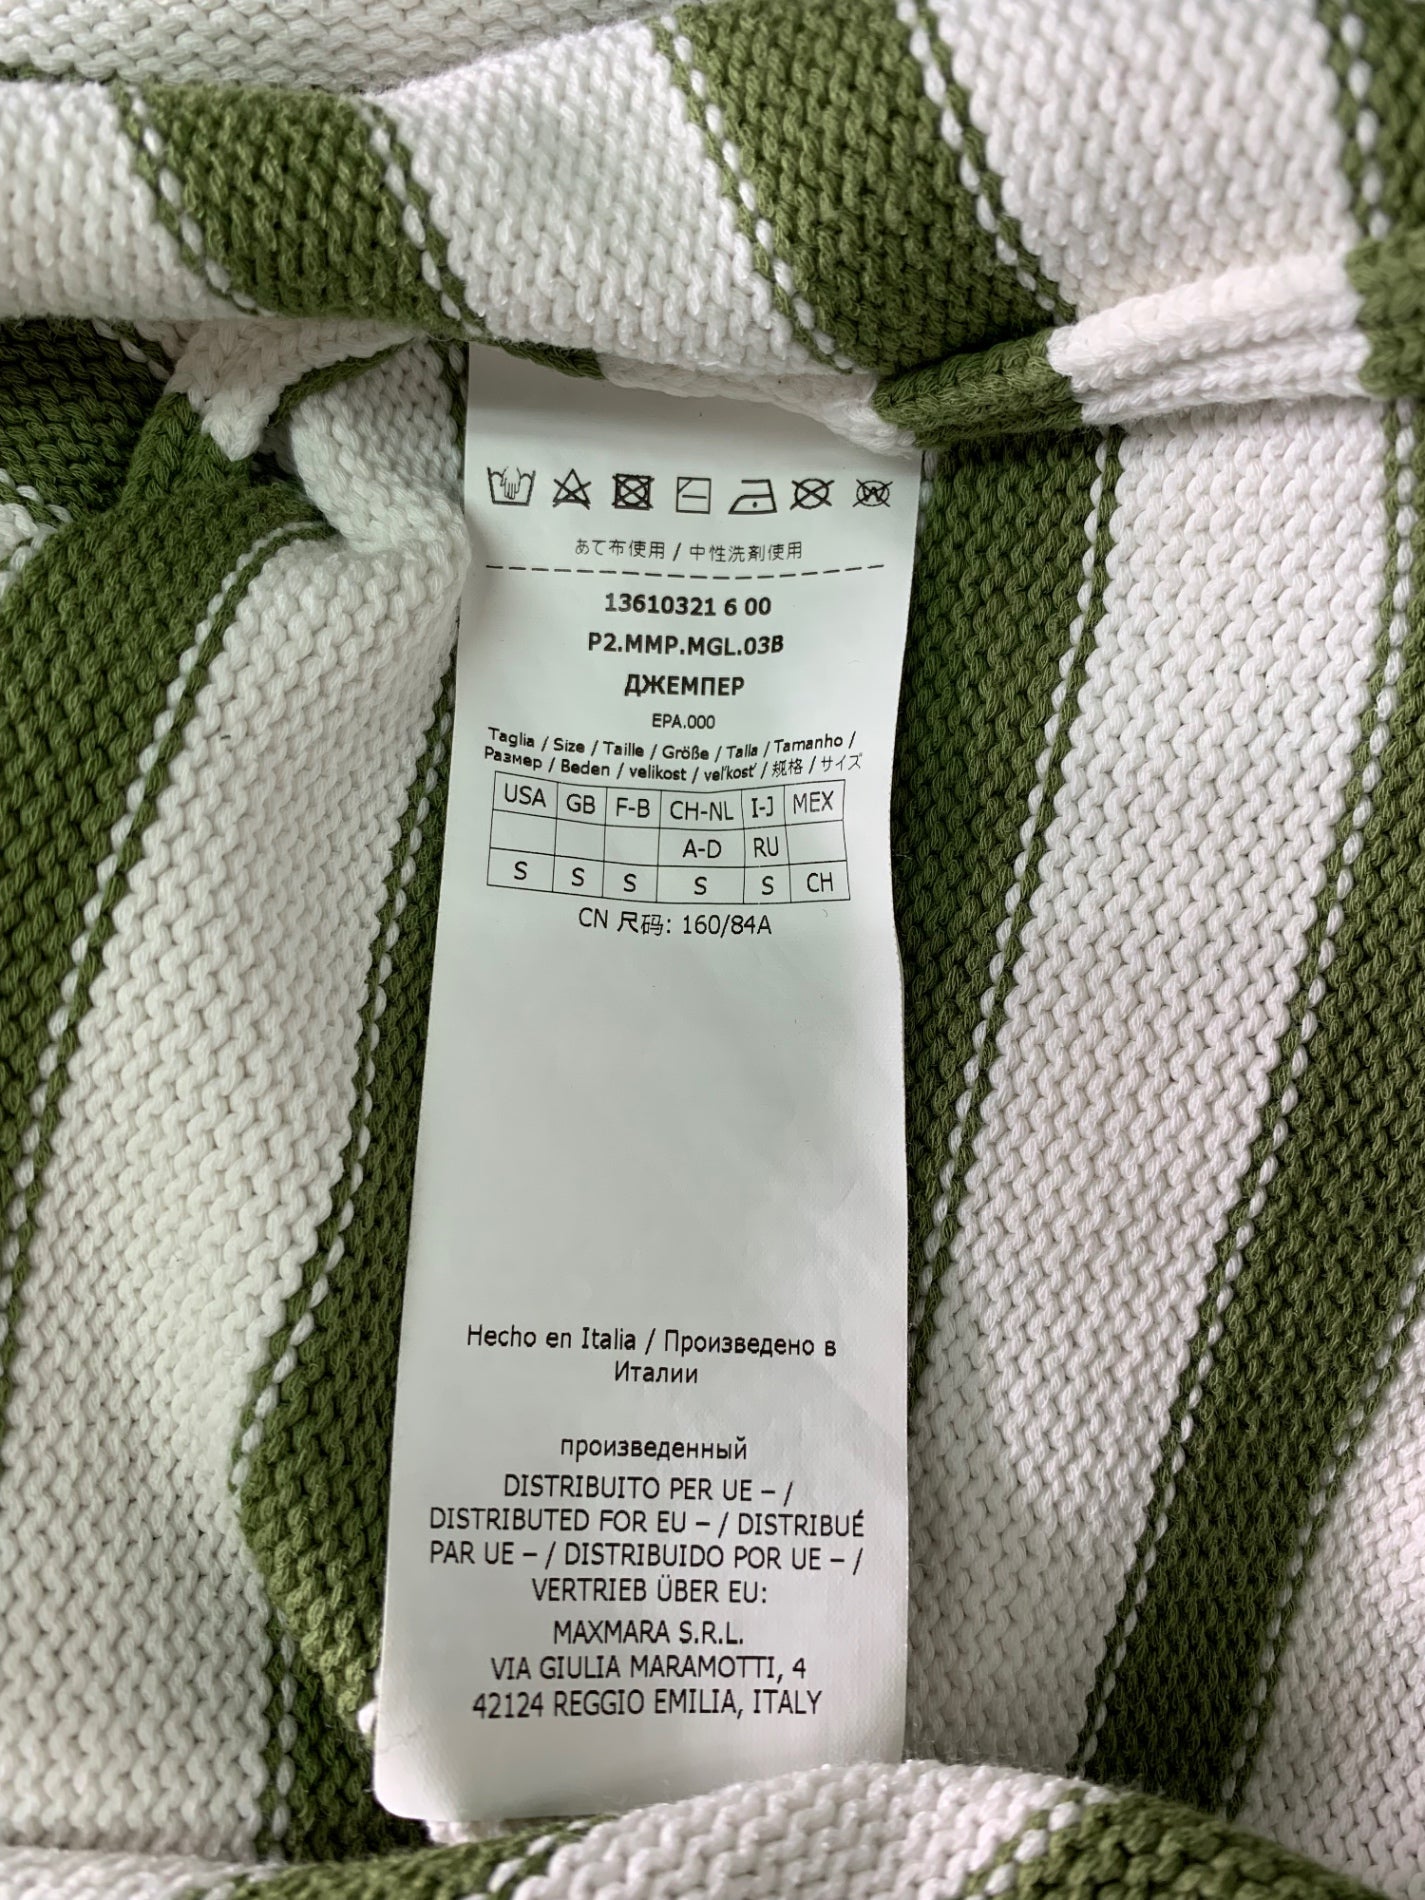 あて布使用 / 中性洗剤使用
13610321 6 00
P2.MMP.MGL.03B
ДЖЕМПЕР
EPA.000
Taglia / Size / Taille / Größe / Talla / Tamanho /
Размер / Beden / velikost / veľkosť / 规格 / サイズ
USA GB F-B CH-NL I-J MEX
A-D RU
S S S S S CH
CN 尺码: 160/84A
Hecho en Italia / Произведено в
Италии
произведенный
DISTRIBUITO PER UE – /
DISTRIBUTED FOR EU – / DISTRIBUÉ
PAR UE – / DISTRIBUIDO POR UE – /
VERTRIEB ÜBER EU:
MAXMARA S.R.L.
VIA GIULIA MARAMOTTI, 4
42124 REGGIO EMILIA, ITALY